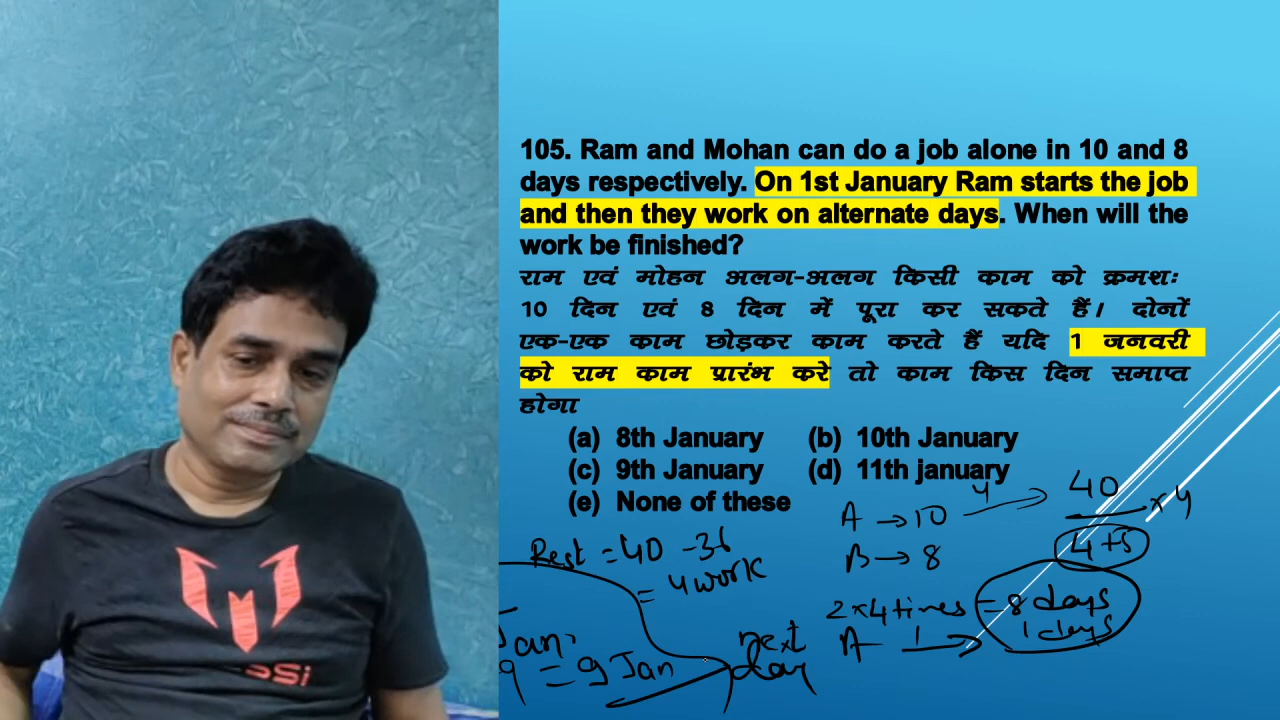 105. Ram and Mohan can do a job alone in 10 and 8
days respectively. On 1st January Ram starts the job
and then they work on alternate days. When will the
work be finished?
राम एवं मोहन अलग-अलग किसी काम को क्रमशः
10 दिन एवं 8 दिन में पूरा कर सकते हैं। दोनों
एक-एक काम छोड़कर काम करते हैं यदि 1 जनवरी
को राम काम प्रारंभ करे तो काम किस दिन समाप्त
होगा
(a) 8th January (b) 10th January
(c) 9th January (d) 11th january
(e) None of these
A → 10 4 → 40 × 4
B → 8 4+5
Rest = 40 - 36
= 4 work
2 × 4 times = 8 days
A 1 → 1 days
Jan,
9 = 9 Jan
next
day
SSI